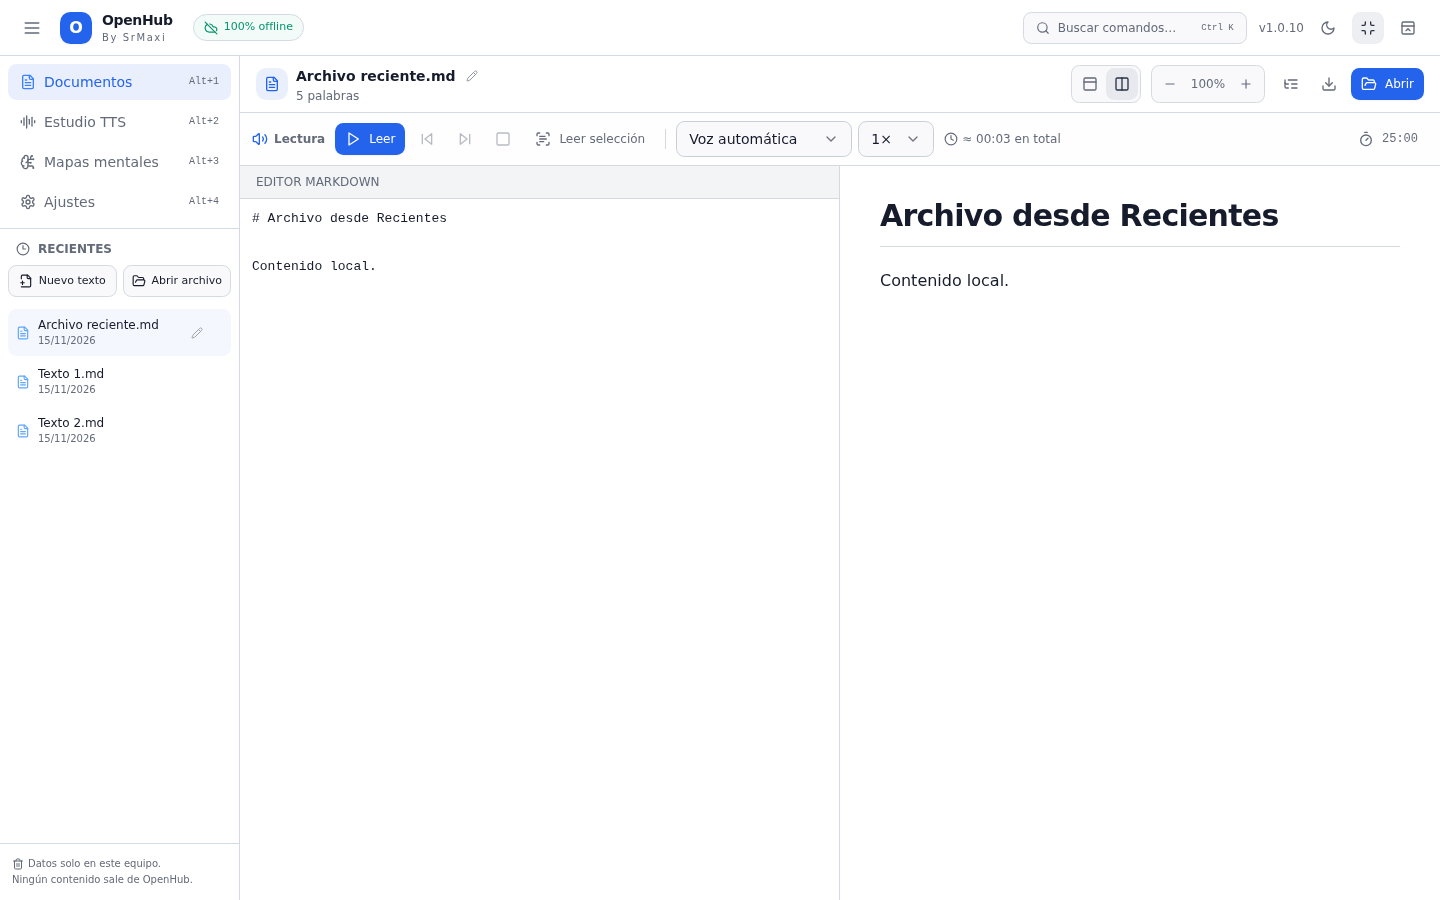 O
OpenHub
By SrMaxi
100% offline
Buscar comandos...
Ctrl K
v1.0.10
Documentos
Alt+1
Estudio TTS
Alt+2
Mapas mentales
Alt+3
Ajustes
Alt+4
RECIENTES
Nuevo texto
Abrir archivo
Archivo reciente.md
15/11/2026
Texto 1.md
15/11/2026
Texto 2.md
15/11/2026
Datos solo en este equipo.
Ningún contenido sale de OpenHub.
Archivo reciente.md
5 palabras
100%
Abrir
Lectura
Leer
Leer selección
Voz automática
1×
≈ 00:03 en total
25:00
EDITOR MARKDOWN
# Archivo desde Recientes
Contenido local.
Archivo desde Recientes
Contenido local.